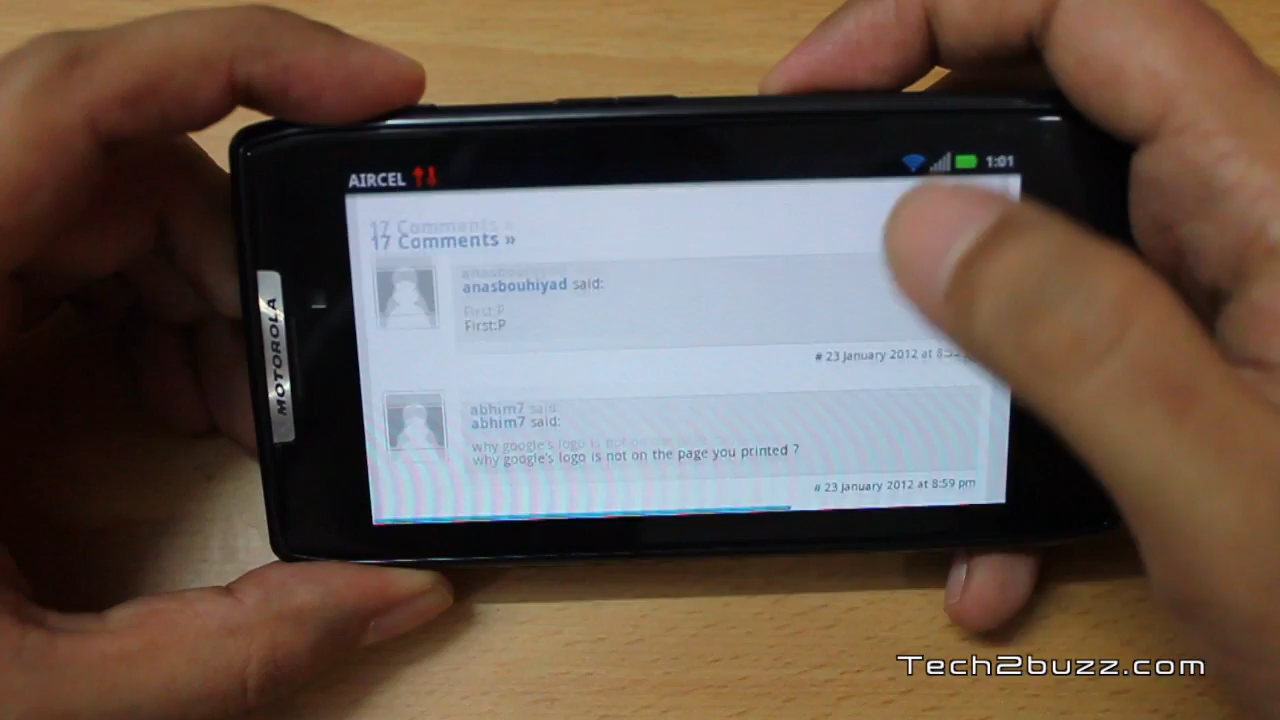 AIRCEL
1:01
17 Comments »
anasbouhiyad said:
First:P
# 23 January 2012 at
abhim7 said:
why google's logo is not on the page you printed ?
# 23 January 2012 at 8:59 pm
MOTOROLA
Tech2buzz.com